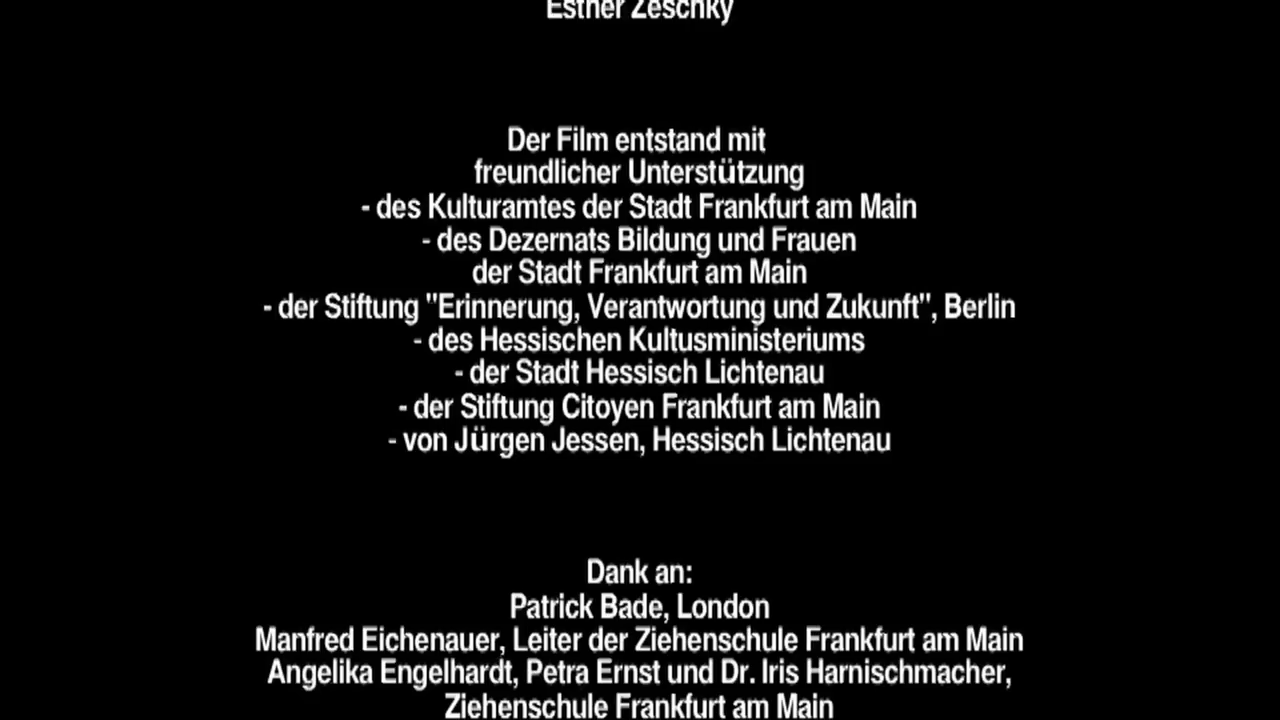 Esther Zeschky
Der Film entstand mit
freundlicher Unterstützung
- des Kulturamtes der Stadt Frankfurt am Main
- des Dezernats Bildung und Frauen
der Stadt Frankfurt am Main
- der Stiftung "Erinnerung, Verantwortung und Zukunft", Berlin
- des Hessischen Kultusministeriums
- der Stadt Hessisch Lichtenau
- der Stiftung Citoyen Frankfurt am Main
- von Jürgen Jessen, Hessisch Lichtenau
Dank an:
Patrick Bade, London
Manfred Eichenauer, Leiter der Ziehenschule Frankfurt am Main
Angelika Engelhardt, Petra Ernst und Dr. Iris Harnischmacher,
Ziehenschule Frankfurt am Main